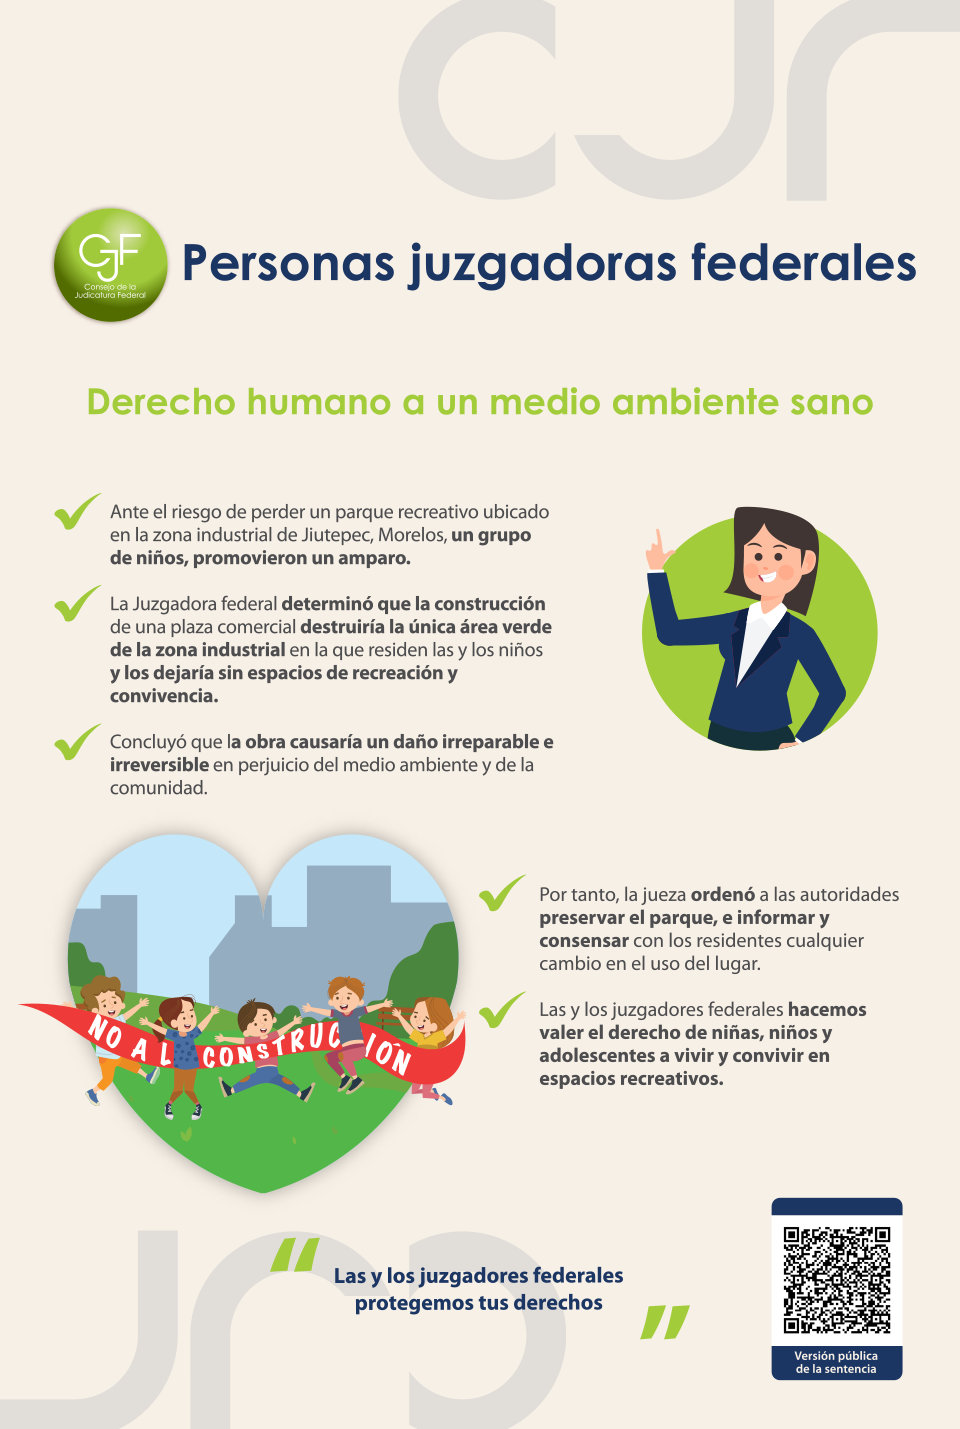 CJF
Consejo de la
Judicatura Federal
Personas juzgadoras federales
Derecho humano a un medio ambiente sano
Ante el riesgo de perder un parque recreativo ubicado
en la zona industrial de Jiutepec, Morelos, un grupo
de niños, promovieron un amparo.
La Juzgadora federal determinó que la construcción
de una plaza comercial destruiría la única área verde
de la zona industrial en la que residen las y los niños
y los dejaría sin espacios de recreación y
convivencia.
Concluyó que la obra causaría un daño irreparable e
irreversible en perjuicio del medio ambiente y de la
comunidad.
NO A L CONSTRUCCIÓN
Por tanto, la jueza ordenó a las autoridades
preservar el parque, e informar y
consensar con los residentes cualquier
cambio en el uso del lugar.
Las y los juzgadores federales hacemos
valer el derecho de niñas, niños y
adolescentes a vivir y convivir en
espacios recreativos.
Las y los juzgadores federales
protegemos tus derechos
Versión pública
de la sentencia